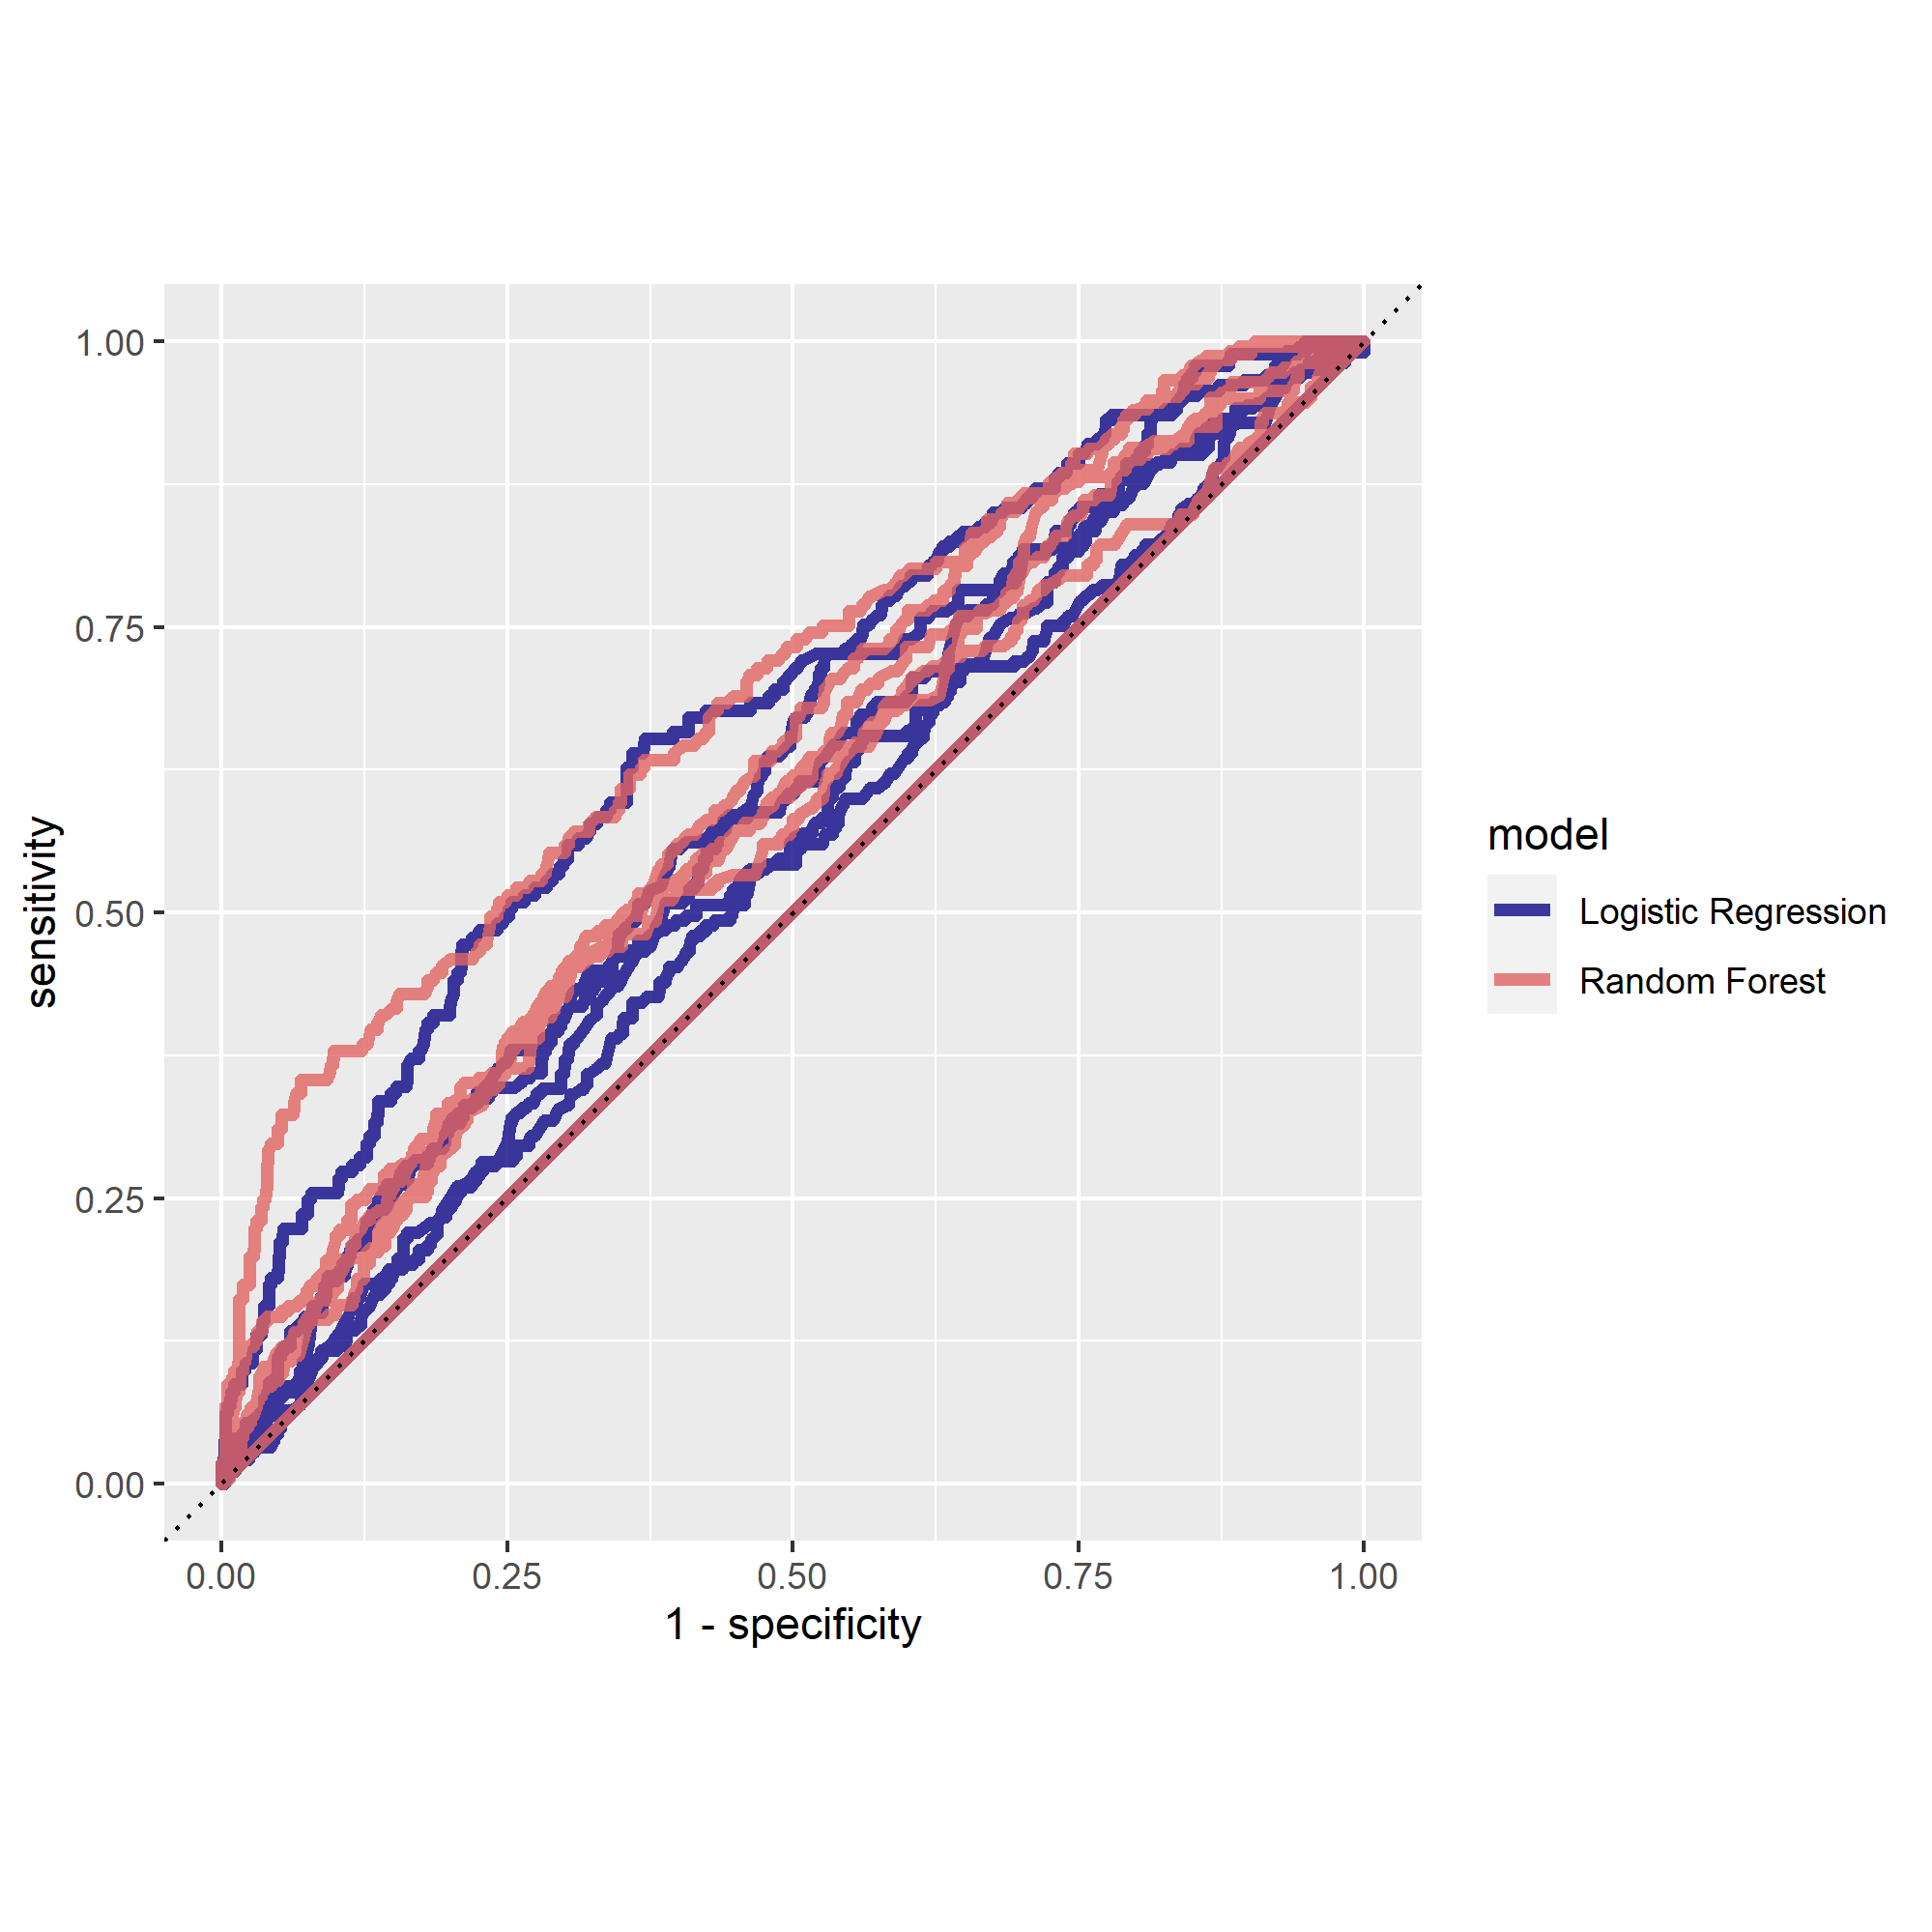 1.00
0.75
0.50
0.25
0.00
sensitivity
0.00 0.25 0.50 0.75 1.00
1 - specificity
model
Logistic Regression
Random Forest